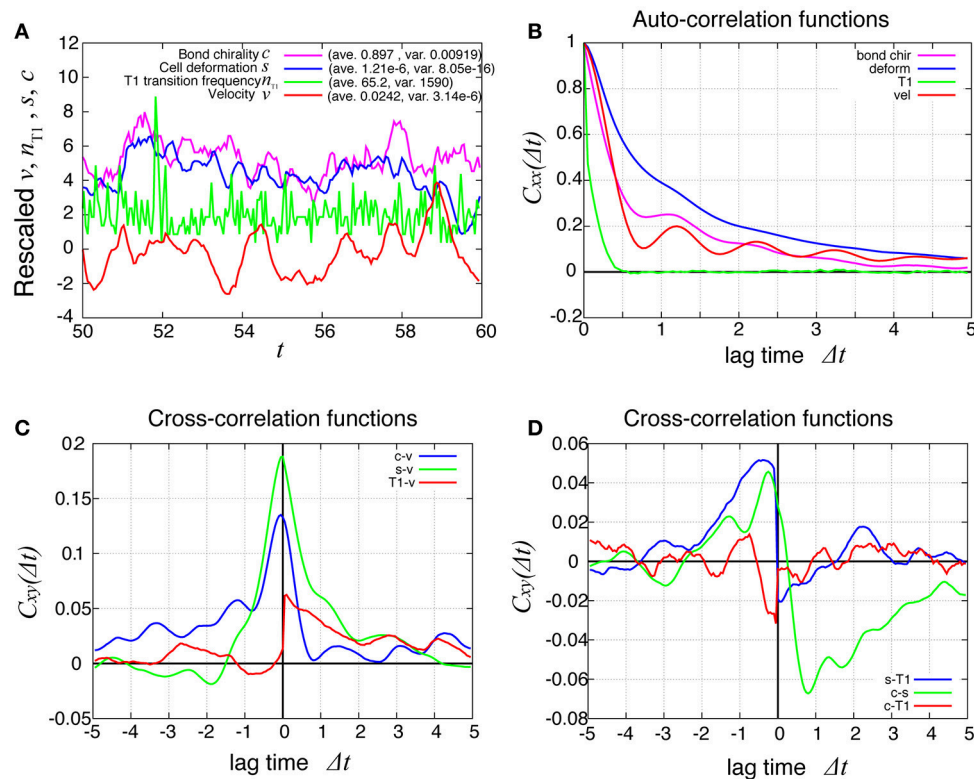 A
Rescaled v, n_T1, s, c
12
10
8
6
4
2
0
-2
-4
Bond chirality c (ave. 0.897 , var. 0.00919)
Cell deformation s (ave. 1.21e-6, var. 8.05e-16)
T1 transition frequency n_T1 (ave. 65.2, var. 1590)
Velocity v (ave. 0.0242, var. 3.14e-6)
50 52 54 56 58 60
t
B
Auto-correlation functions
Cxx(Δt)
1
0.8
0.6
0.4
0.2
0
-0.2
bond chir
deform
T1
vel
0 1 2 3 4 5
lag time Δt
C
Cross-correlation functions
Cxy(Δt)
0.2
0.15
0.1
0.05
0
-0.05
c-v
s-v
T1-v
-5 -4 -3 -2 -1 0 1 2 3 4 5
lag time Δt
D
Cross-correlation functions
Cxy(Δt)
0.06
0.04
0.02
0
-0.02
-0.04
-0.06
-0.08
s-T1
c-s
c-T1
-5 -4 -3 -2 -1 0 1 2 3 4 5
lag time Δt